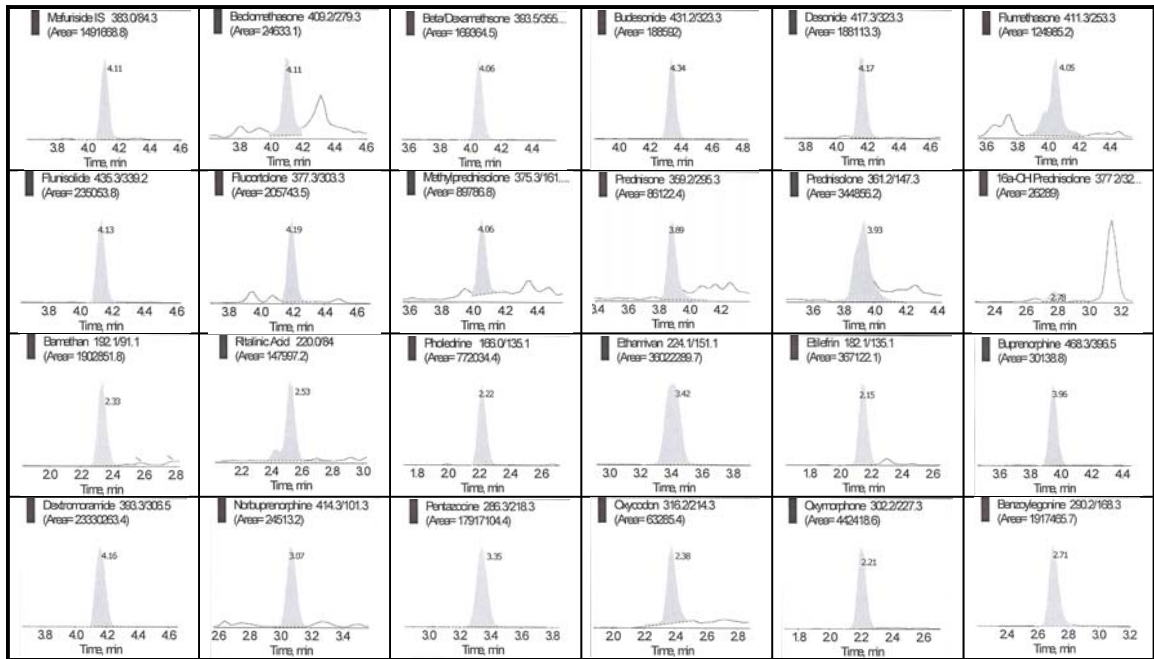 Mefuriside IS 383.0/84.3
(Area= 1491668.8)
4.11
3.8 4.0 4.2 4.4 4.6
Time, min
Beclomethasone 409.2/279.3
(Area= 24633.1)
4.11
3.8 4.0 4.2 4.4 4.6
Time, min
Beta/Dexamethsone 393.5/355....
(Area= 169364.5)
4.06
3.6 3.8 4.0 4.2 4.4
Time, min
Budesonide 431.2/323.3
(Area= 188592)
4.34
4.0 4.2 4.4 4.6 4.8
Time, min
Desonide 417.3/323.3
(Area= 188113.3)
4.17
3.8 4.0 4.2 4.4 4.6
Time, min
Flumethasone 411.3/253.3
(Area= 124985.2)
4.05
3.6 3.8 4.0 4.2 4.4
Time, min
Flunisolide 435.3/339.2
(Area= 235053.8)
4.13
3.8 4.0 4.2 4.4 4.6
Time, min
Flucortolone 377.3/303.3
(Area= 205743.5)
4.19
3.8 4.0 4.2 4.4 4.6
Time, min
Methylprednisolone 375.3/161....
(Area= 89786.8)
4.06
3.6 3.8 4.0 4.2 4.4
Time, min
Prednisone 359.2/295.3
(Area= 86122.4)
3.89
3.4 3.6 3.8 4.0 4.2
Time, min
Prednisolone 361.2/147.3
(Area= 344856.2)
3.93
3.6 3.8 4.0 4.2 4.4
Time, min
16a-OH Prednisolone 377.2/32...
(Area= 26289)
2.79
2.4 2.6 2.8 3.0 3.2
Time, min
Bamethan 192.1/91.1
(Area= 1902851.8)
2.33
2.0 2.2 2.4 2.6 2.8
Time, min
Ritalinic Acid 220.0/84
(Area= 147997.2)
2.53
2.2 2.4 2.6 2.8 3.0
Time, min
Pholedrine 166.0/135.1
(Area= 772034.4)
2.22
1.8 2.0 2.2 2.4 2.6
Time, min
Ethamivan 224.1/151.1
(Area= 36022289.7)
3.42
3.0 3.2 3.4 3.6 3.8
Time, min
Etilefrin 182.1/135.1
(Area= 367122.1)
2.15
1.8 2.0 2.2 2.4 2.6
Time, min
Buprenorphine 468.3/396.5
(Area= 30138.8)
3.96
3.6 3.8 4.0 4.2 4.4
Time, min
Dextromoramide 393.3/306.5
(Area= 23330263.4)
4.16
3.8 4.0 4.2 4.4 4.6
Time, min
Norbuprenorphine 414.3/101.3
(Area= 24513.2)
3.07
2.6 2.8 3.0 3.2 3.4
Time, min
Pentazocine 286.3/218.3
(Area= 17917104.4)
3.35
3.0 3.2 3.4 3.6 3.8
Time, min
Oxycodon 316.2/214.3
(Area= 63285.4)
2.38
2.0 2.2 2.4 2.6 2.8
Time, min
Oxymorphone 302.2/227.3
(Area= 442418.6)
2.21
1.8 2.0 2.2 2.4 2.6
Time, min
Benzoylegonine 290.2/168.3
(Area= 1917465.7)
2.71
2.4 2.6 2.8 3.0 3.2
Time, min